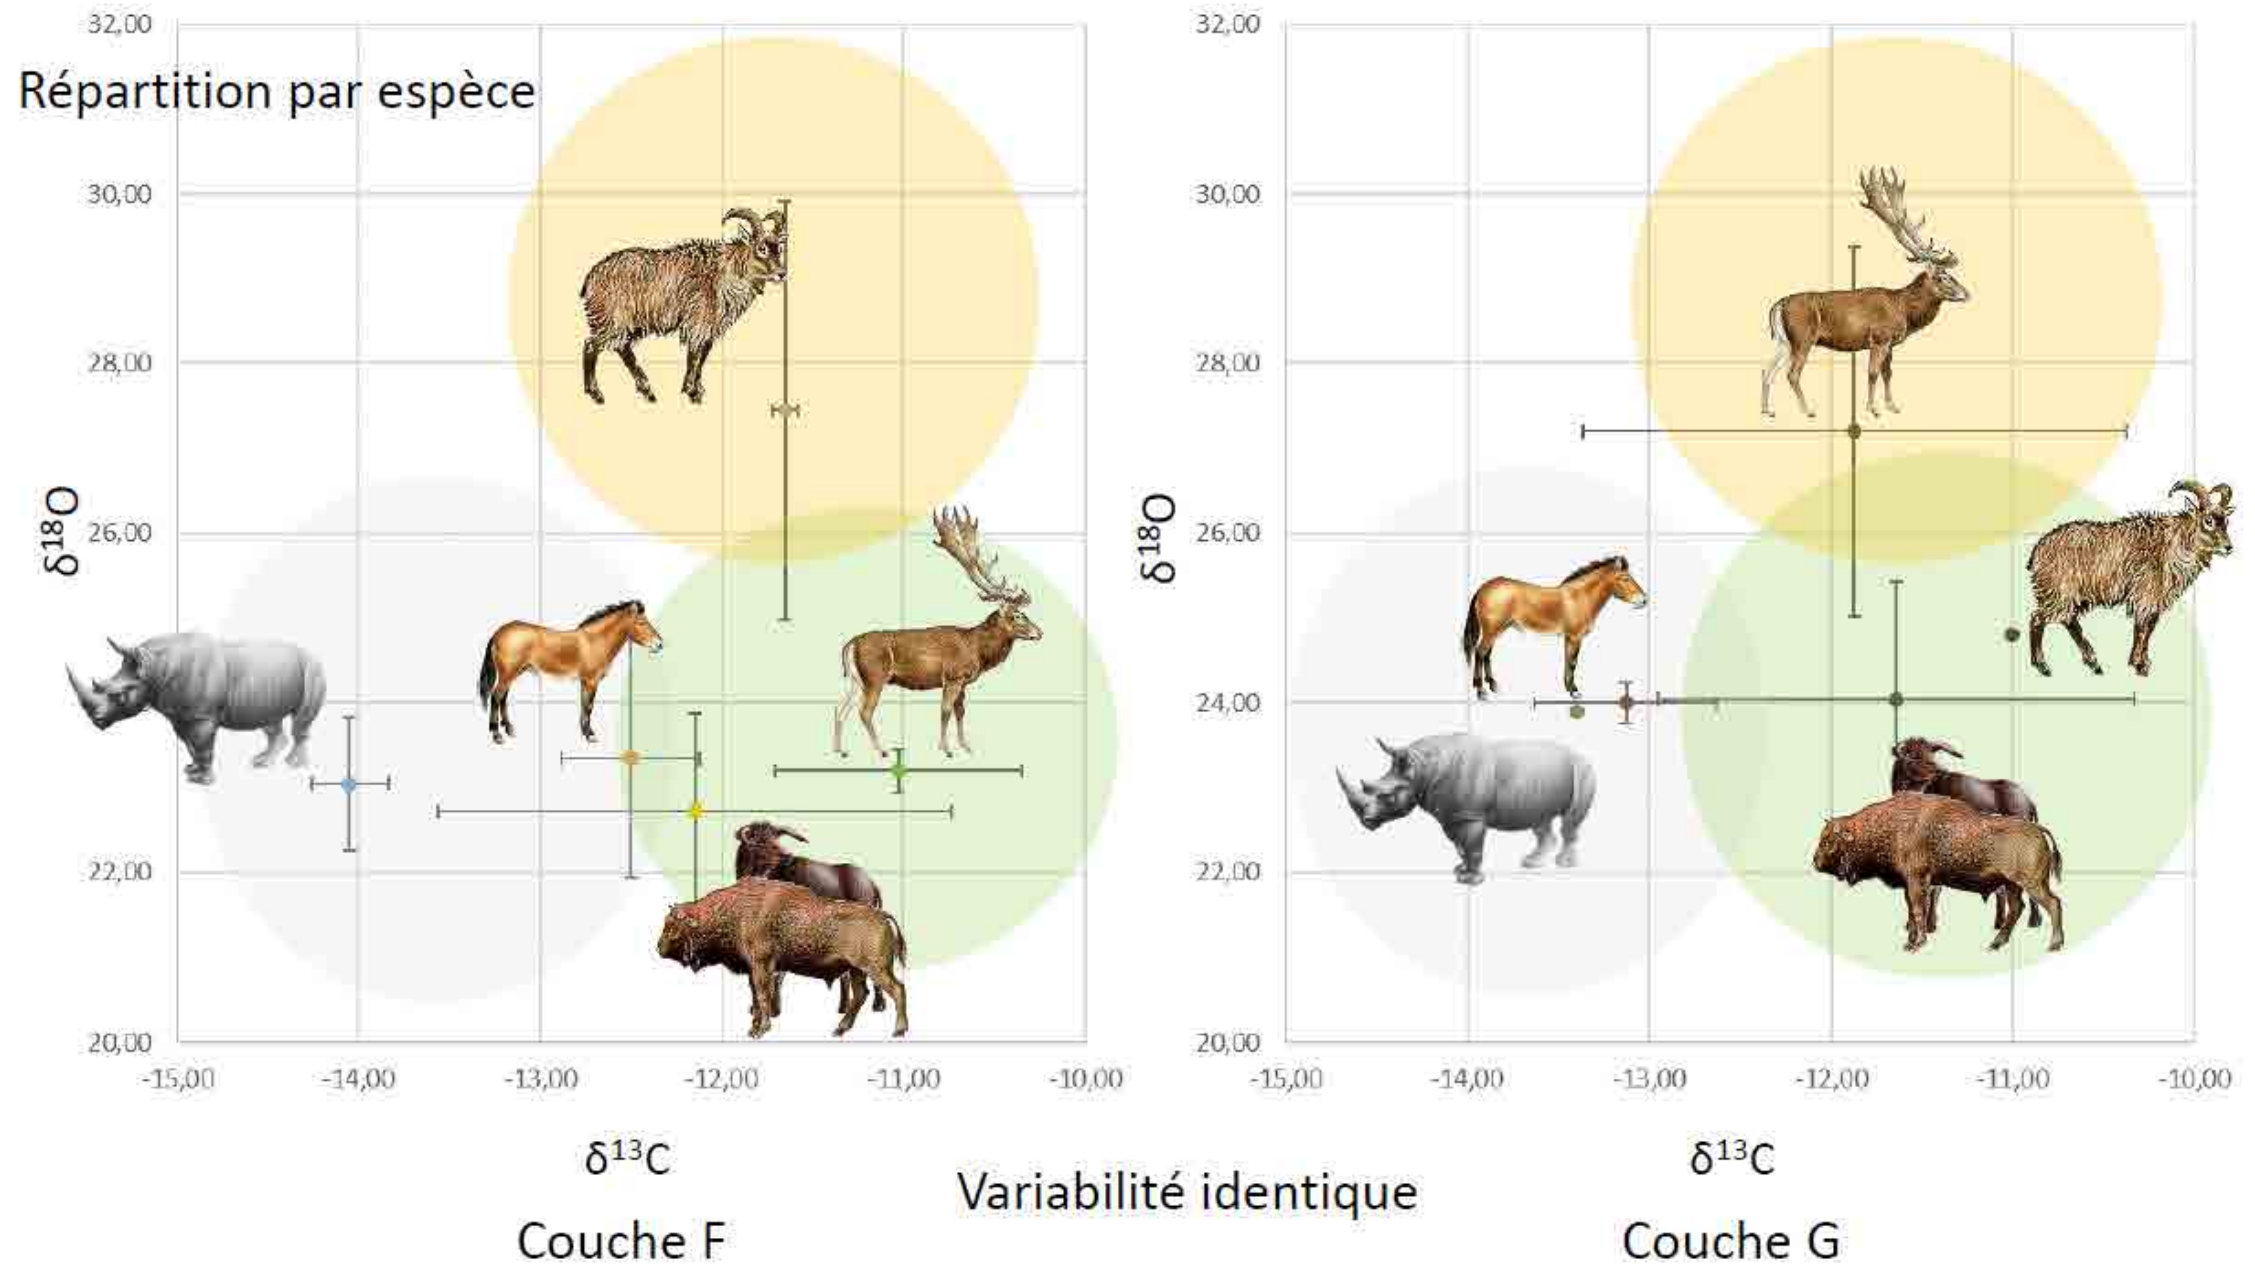 Répartition par espèce
32,00
30,00
28,00
26,00
24,00
22,00
20,00
δ¹⁸O
-15,00 -14,00 -13,00 -12,00 -11,00 -10,00
δ¹³C
Couche F
32,00
30,00
28,00
26,00
24,00
22,00
20,00
δ¹⁸O
-15,00 -14,00 -13,00 -12,00 -11,00 -10,00
δ¹³C
Couche G
Variabilité identique